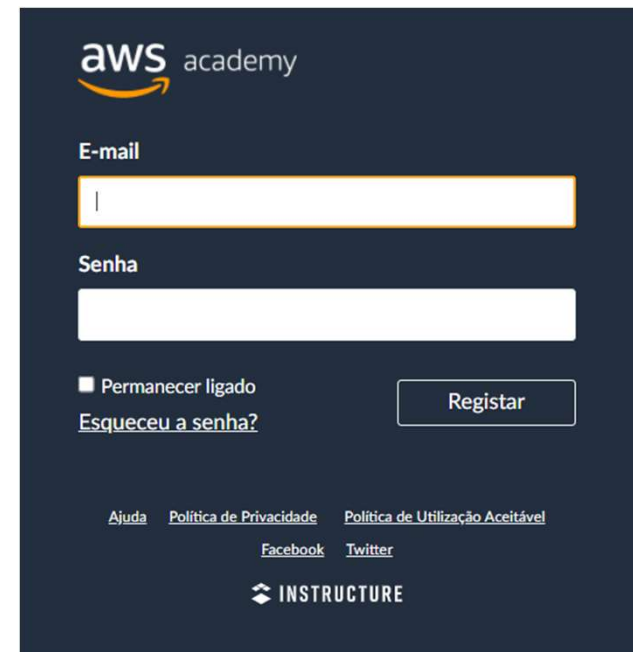 aws academy
E-mail
Senha
Permanecer ligado
Registar
Esqueceu a senha?
Ajuda Política de Privacidade Política de Utilização Aceitável
Facebook Twitter
INSTRUCTURE